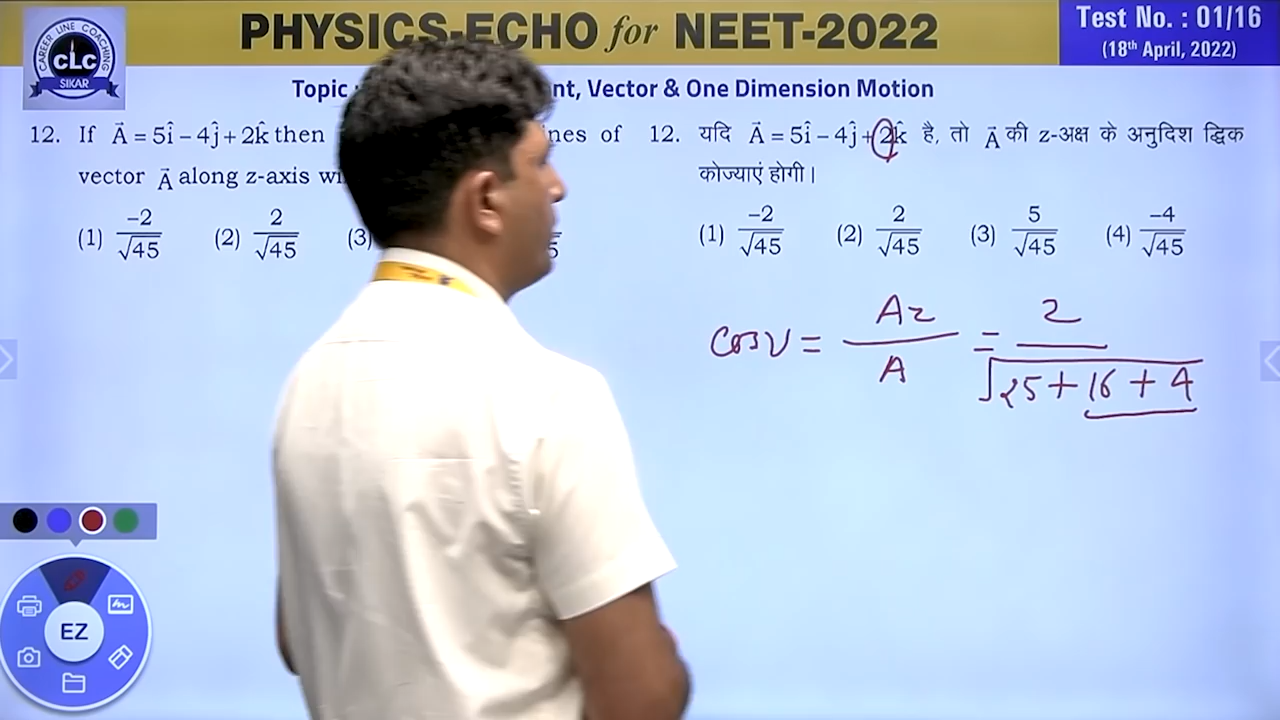 PHYSICS-ECHO for NEET-2022
Test No. : 01/16
(18th April, 2022)
CAREER LINE COACHING
CLC
SIKAR
Topic nt, Vector & One Dimension Motion
12. If A⃗ = 5î – 4ĵ + 2k̂ then ines of
vector A⃗ along z-axis wi
(1) –2/√45 (2) 2/√45 (3)
12. यदि A⃗ = 5î – 4ĵ + 2k̂ है, तो A⃗ की z-अक्ष के अनुदिश द्धिक
कोज्याएं होगी।
(1) –2/√45 (2) 2/√45 (3) 5/√45 (4) –4/√45
cosν = Az/A = 2/√25 + 16 + 4
EZ